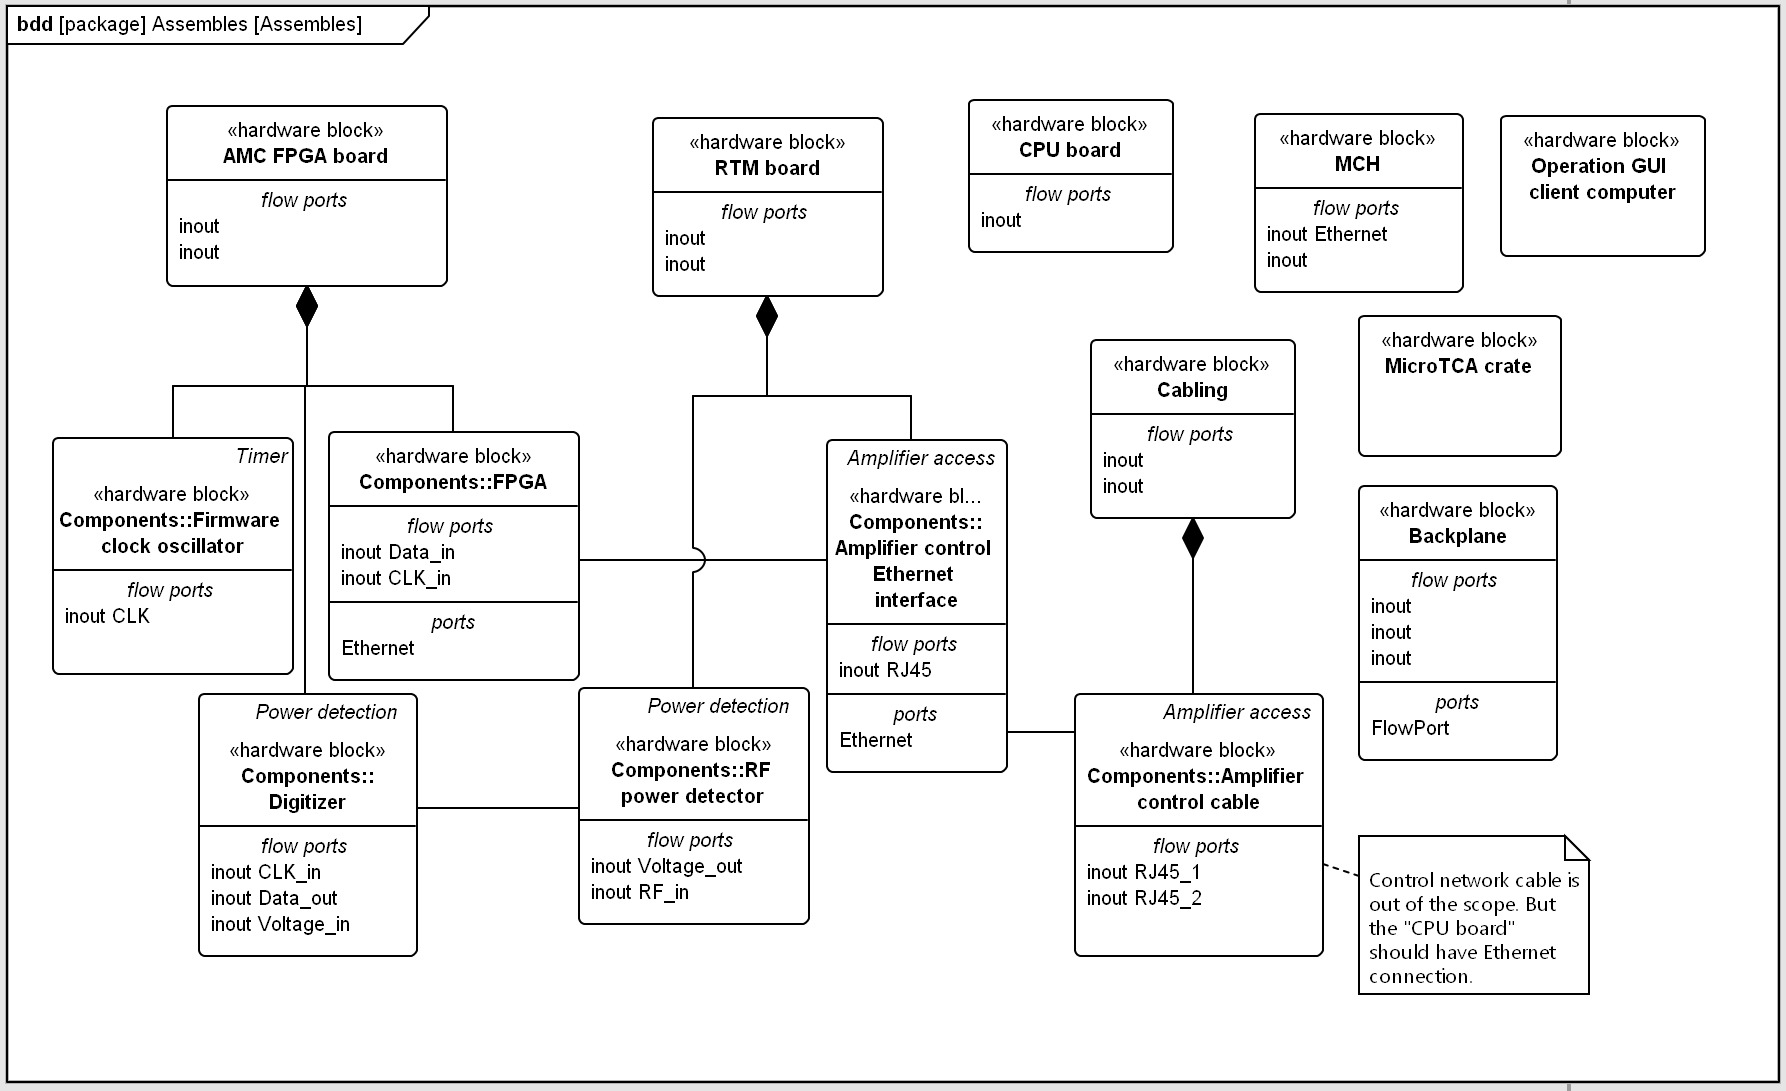 bdd [package] Assembles [Assembles]
«hardware block»
AMC FPGA board
flow ports
inout
inout
«hardware block»
RTM board
flow ports
inout
inout
«hardware block»
CPU board
flow ports
inout
«hardware block»
MCH
flow ports
inout Ethernet
inout
«hardware block»
Operation GUI
client computer
«hardware block»
MicroTCA crate
«hardware block»
Cabling
flow ports
inout
inout
Timer
«hardware block»
Components::Firmware
clock oscillator
flow ports
inout CLK
«hardware block»
Components::FPGA
flow ports
inout Data_in
inout CLK_in
ports
Ethernet
Amplifier access
«hardware bl...
Components::
Amplifier control
Ethernet
interface
flow ports
inout RJ45
ports
Ethernet
«hardware block»
Backplane
flow ports
inout
inout
inout
ports
FlowPort
Power detection
«hardware block»
Components::
Digitizer
flow ports
inout CLK_in
inout Data_out
inout Voltage_in
Power detection
«hardware block»
Components::RF
power detector
flow ports
inout Voltage_out
inout RF_in
Amplifier access
«hardware block»
Components::Amplifier
control cable
flow ports
inout RJ45_1
inout RJ45_2
Control network cable is
out of the scope. But
the "CPU board"
should have Ethernet
connection.